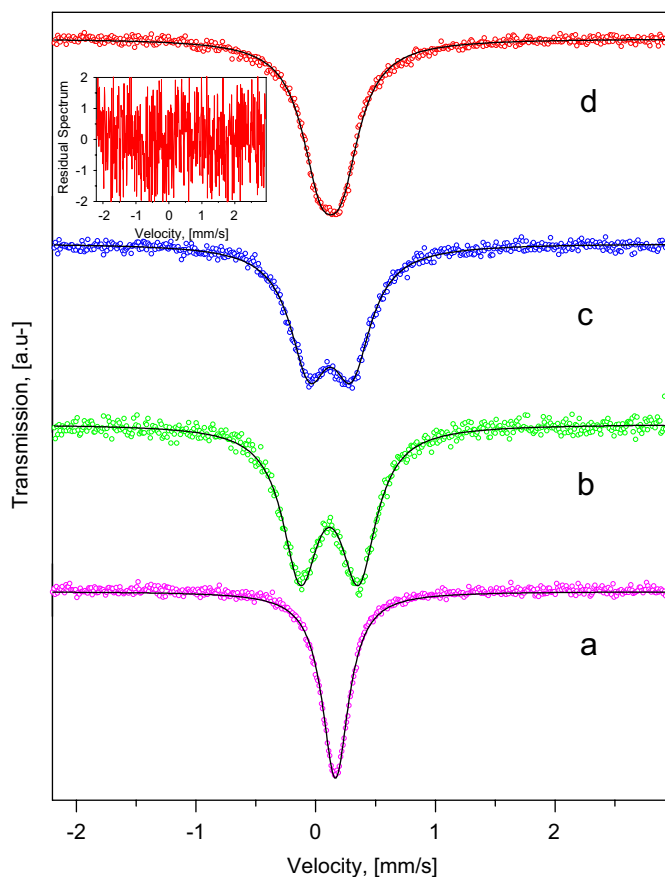 d
2
1
0
-1
-2
Residual Spectrum
-2 -1 0 1 2
Velocity, [mm/s]
c
Transmission, [a.u-]
b
a
-2 -1 0 1 2
Velocity, [mm/s]